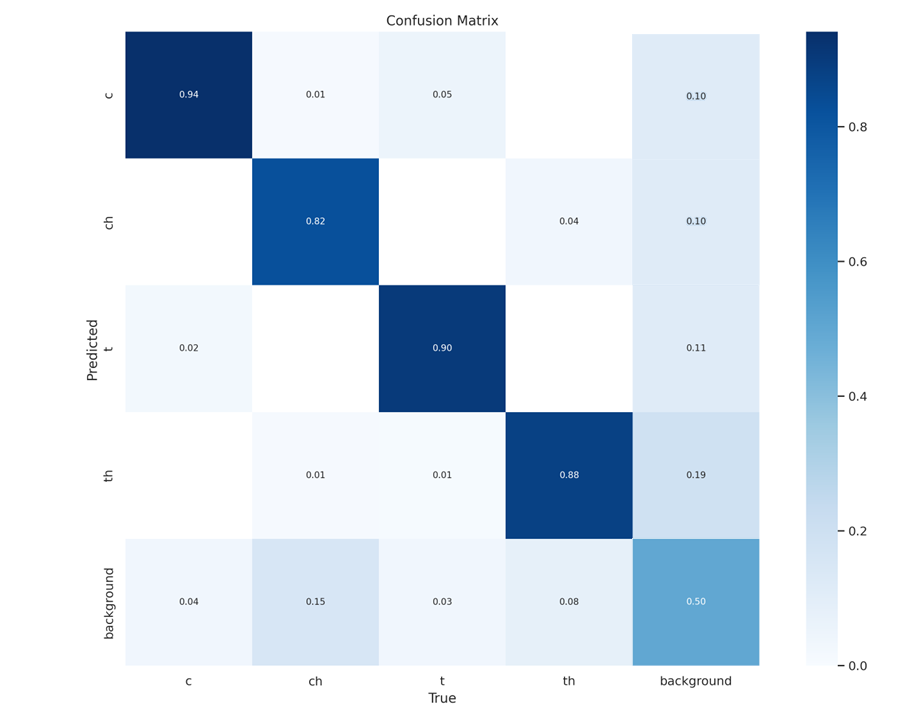 Confusion Matrix
c 0.94 0.01 0.05 0.10
ch 0.82 0.04 0.10
t 0.02 0.90 0.11
th 0.01 0.01 0.88 0.19
background 0.04 0.15 0.03 0.08 0.50
c ch t th background
True
Predicted
0.8
0.6
0.4
0.2
0.0